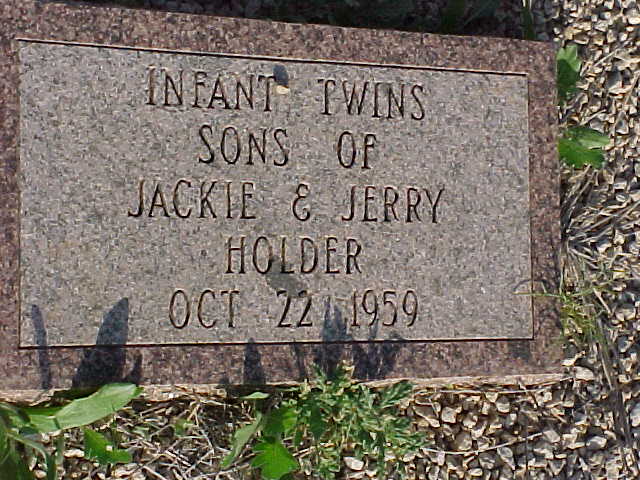 INFANT TWINS
SONS OF
JACKIE & JERRY
HOLDER
OCT 22 1959